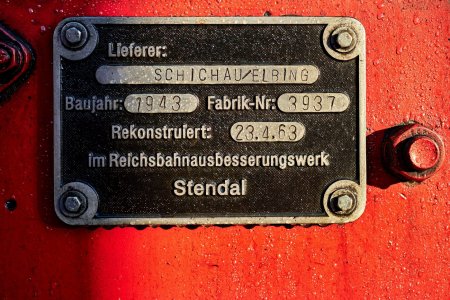 Lieferer:
SCHICHAU/ELBING
Baujahr: 1943 Fabrik-Nr: 3937
Rekonstruiert: 23.4.63
im Reichsbahnausbesserungswerk
Stendal